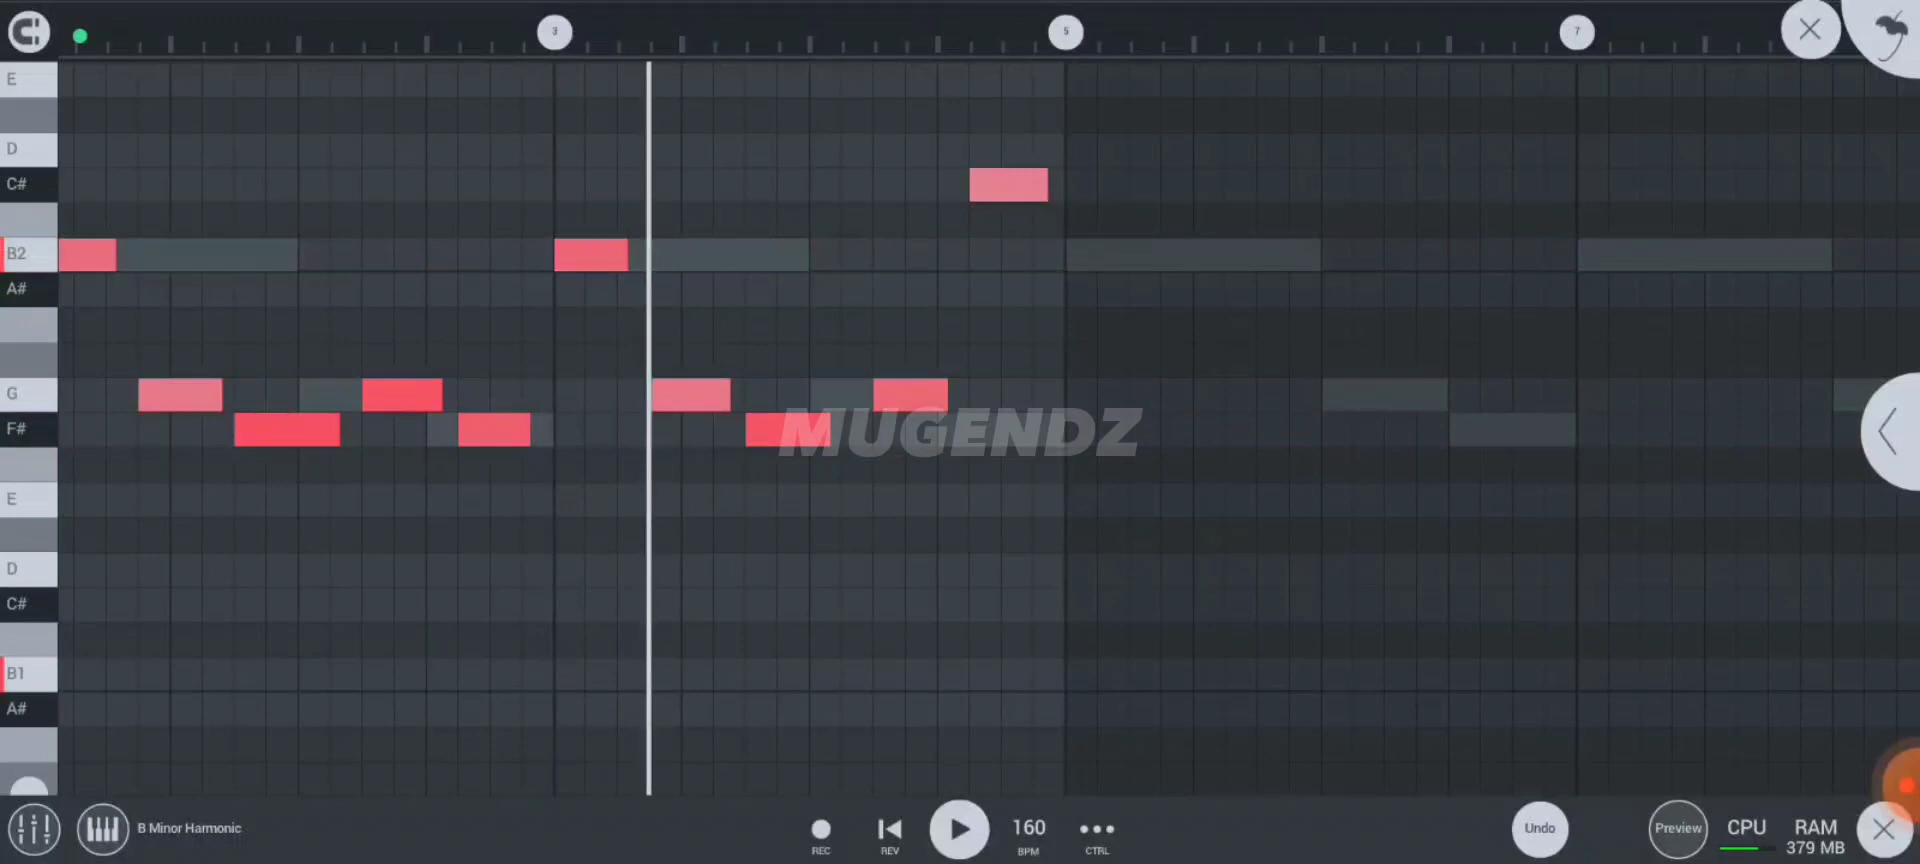 3
5
7
E
D
C#
B2
A#
G
F#
E
D
C#
B1
A#
MUGENDZ
B Minor Harmonic
REC
REV
160
BPM
CTRL
Undo
Preview
CPU
RAM
379 MB